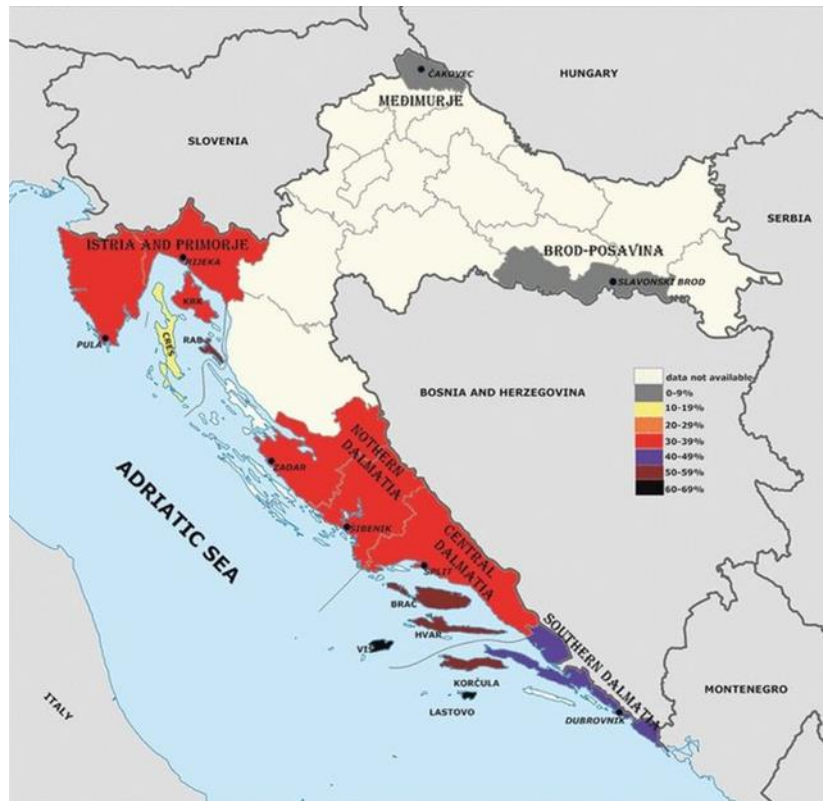 ČAKOVEC
HUNGARY
MEĐIMURJE
SLOVENIA
SERBIA
ISTRIA AND PRIMORJE
BROD-POSAVINA
RIJEKA
SLAVONSKI BROD
KRK
CRES
RAB
PULA
BOSNIA AND HERZEGOVINA
data not available
0-9%
10-19%
20-29%
30-39%
40-49%
50-59%
60-69%
NOTHERN
DALMATIA
ZADAR
ADRIATIC SEA
ŠIBENIK
CENTRAL
DALMATIA
SPLIT
BRAČ
HVAR
VIS
SOUTHERN DALMATIA
KORČULA
MONTENEGRO
ITALY
LASTOVO
DUBROVNIK